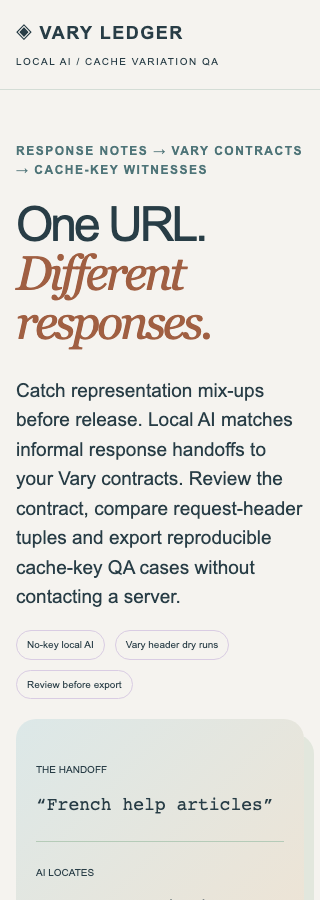 ◈ VARY LEDGER
LOCAL AI / CACHE VARIATION QA
RESPONSE NOTES → VARY CONTRACTS
→ CACHE-KEY WITNESSES
One URL.
Different
responses.
Catch representation mix-ups
before release. Local AI matches
informal response handoffs to
your Vary contracts. Review the
contract, compare request-header
tuples and export reproducible
cache-key QA cases without
contacting a server.
No-key local AI
Vary header dry runs
Review before export
THE HANDOFF
“French help articles”
AI LOCATES